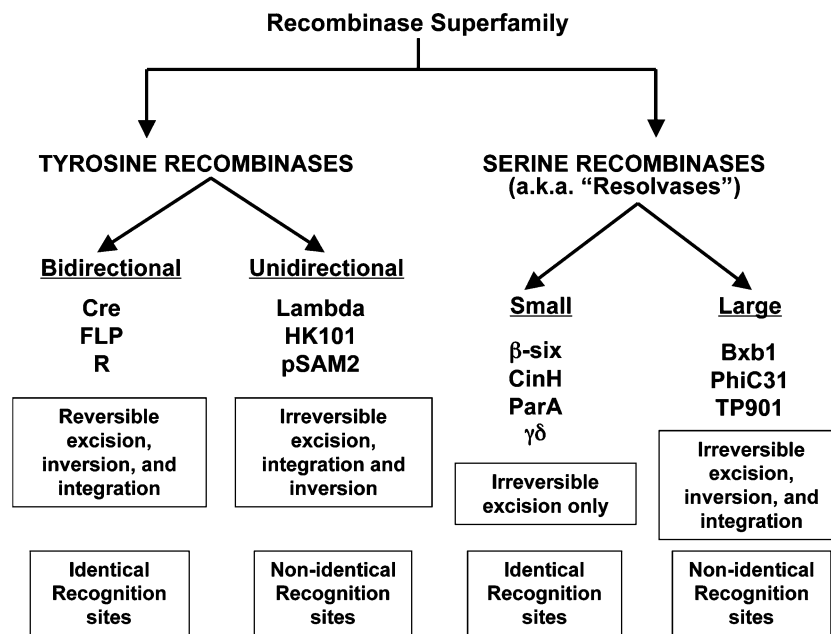 Recombinase Superfamily
TYROSINE RECOMBINASES
Bidirectional
Cre
FLP
R
Reversible
excision,
inversion, and
integration
Identical
Recognition
sites
Unidirectional
Lambda
HK101
pSAM2
Irreversible
excision,
integration and
inversion
Non-identical
Recognition
sites
SERINE RECOMBINASES
(a.k.a. “Resolvases”)
Small
β-six
CinH
ParA
γδ
Irreversible
excision only
Identical
Recognition
sites
Large
Bxb1
PhiC31
TP901
Irreversible
excision,
inversion, and
integration
Non-identical
Recognition
sites